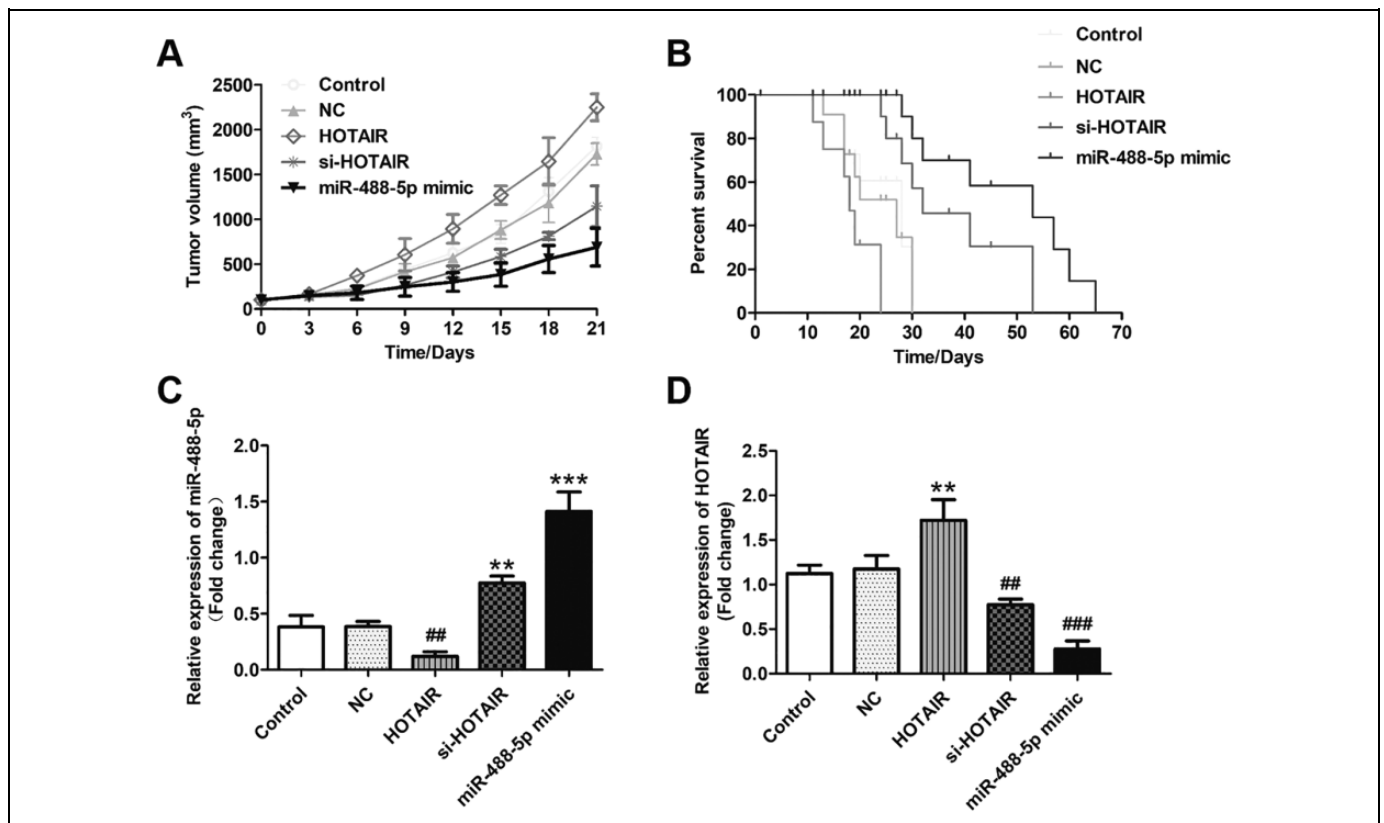 A
Control
NC
HOTAIR
si-HOTAIR
miR-488-5p mimic
Tumor volume (mm³)
2500
2000
1500
1000
500
0
0 3 6 9 12 15 18 21
Time/Days
B
Control
NC
HOTAIR
si-HOTAIR
miR-488-5p mimic
Percent survival
100
80
60
40
20
0
0 10 20 30 40 50 60 70
Time/Days
C
Relative expression of miR-488-5p
(Fold change)
2.0
1.5
1.0
0.5
0.0
##
**
***
Control NC HOTAIR si-HOTAIR miR-488-5p mimic
D
Relative expression of HOTAIR
(Fold change)
2.5
2.0
1.5
1.0
0.5
0.0
**
##
###
Control NC HOTAIR si-HOTAIR miR-488-5p mimic